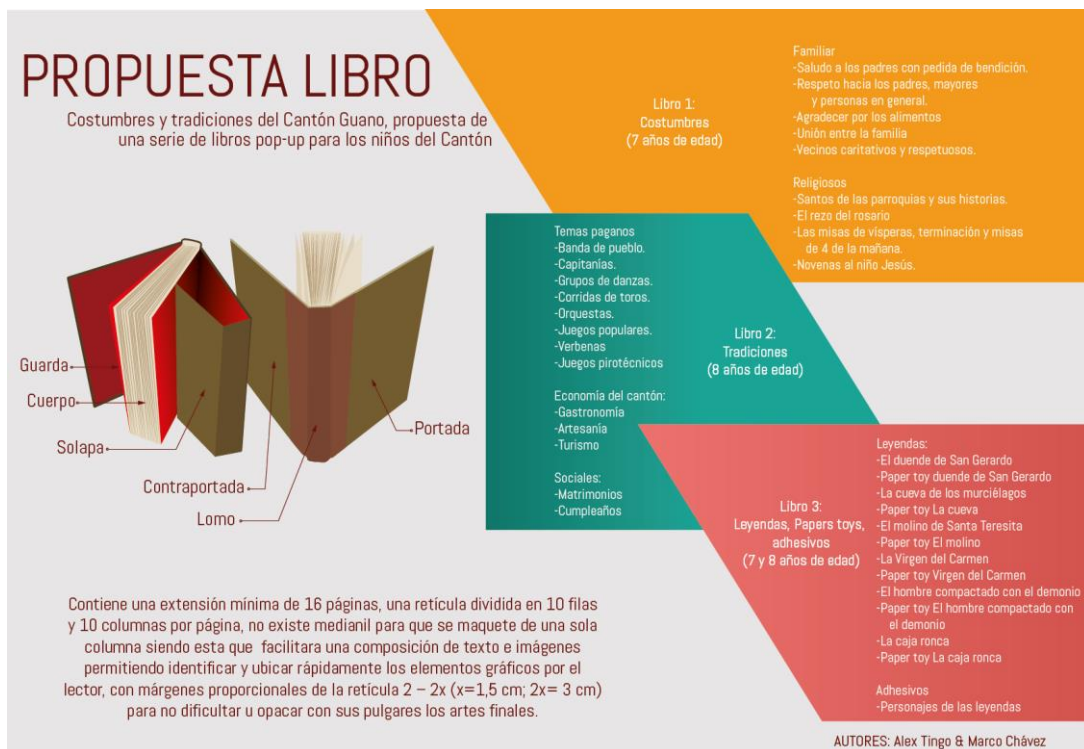 PROPUESTA LIBRO
Costumbres y tradiciones del Cantón Guano, propuesta de
una serie de libros pop-up para los niños del Cantón
Guarda
Cuerpo
Solapa
Contraportada
Lomo
Portada
Contiene una extensión mínima de 16 páginas, una retícula dividida en 10 filas
y 10 columnas por página, no existe medianil para que se maquete de una sola
columna siendo esta que facilitara una composición de texto e imágenes
permitiendo identificar y ubicar rápidamente los elementos gráficos por el
lector, con márgenes proporcionales de la retícula 2 – 2x (x=1,5 cm; 2x= 3 cm)
para no dificultar u opacar con sus pulgares los artes finales.
Libro 1:
Costumbres
(7 años de edad)
Familiar
-Saludo a los padres con pedida de bendición.
-Respeto hacia los padres, mayores
y personas en general.
-Agradecer por los alimentos
-Unión entre la familia
-Vecinos caritativos y respetuosos.
Religiosos
-Santos de las parroquias y sus historias.
-El rezo del rosario
-Las misas de vísperas, terminación y misas
de 4 de la mañana.
-Novenas al niño Jesús.
Temas paganos
-Banda de pueblo.
-Capitanías.
-Grupos de danzas.
-Corridas de toros.
-Orquestas.
-Juegos populares.
-Verbenas
-Juegos pirotécnicos
Economía del cantón:
-Gastronomía
-Artesanía
-Turismo
Sociales:
-Matrimonios
-Cumpleaños
Libro 2:
Tradiciones
(8 años de edad)
Libro 3:
Leyendas, Papers toys,
adhesivos
(7 y 8 años de edad)
Leyendas:
-El duende de San Gerardo
-Paper toy duende de San Gerardo
-La cueva de los murciélagos
-Paper toy La cueva
-El molino de Santa Teresita
-Paper toy El molino
-La Virgen del Carmen
-Paper toy Virgen del Carmen
-El hombre compactado con el demonio
-Paper toy El hombre compactado con
el demonio
-La caja ronca
-Paper toy La caja ronca
Adhesivos
-Personajes de las leyendas
AUTORES: Alex Tingo & Marco Chávez